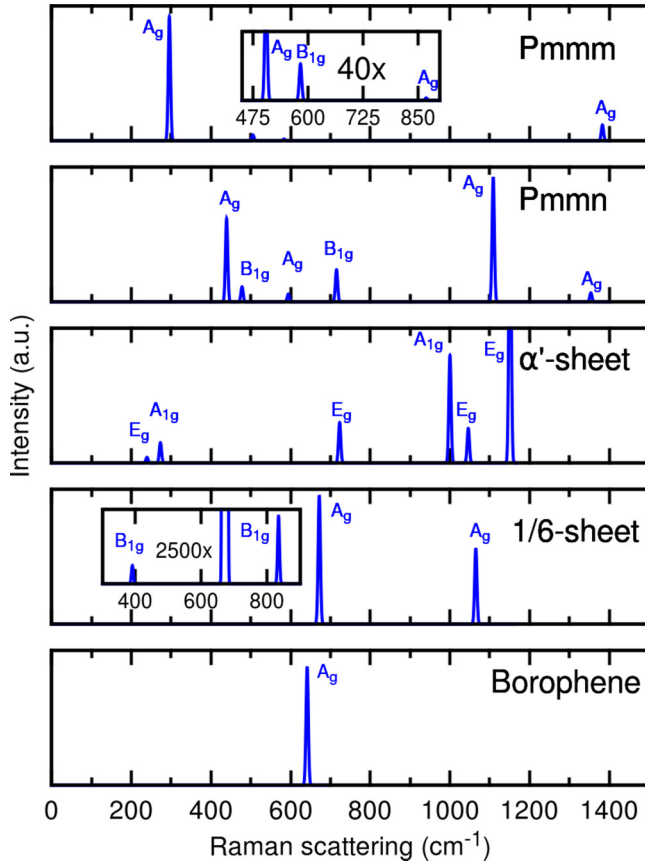 A_g
A_g B_1g 40x A_g
475 600 725 850
Pmmm
A_g
A_g
B_1g
A_g
B_1g
A_g
Pmmn
A_g
E_g
A_1g
E_g
A_1g
E_g
E_g
α'-sheet
B_1g 2500x B_1g
400 600 800
A_g
A_g
1/6-sheet
A_g
Borophene
0 200 400 600 800 1000 1200 1400
Raman scattering (cm⁻¹)
Intensity (a.u.)